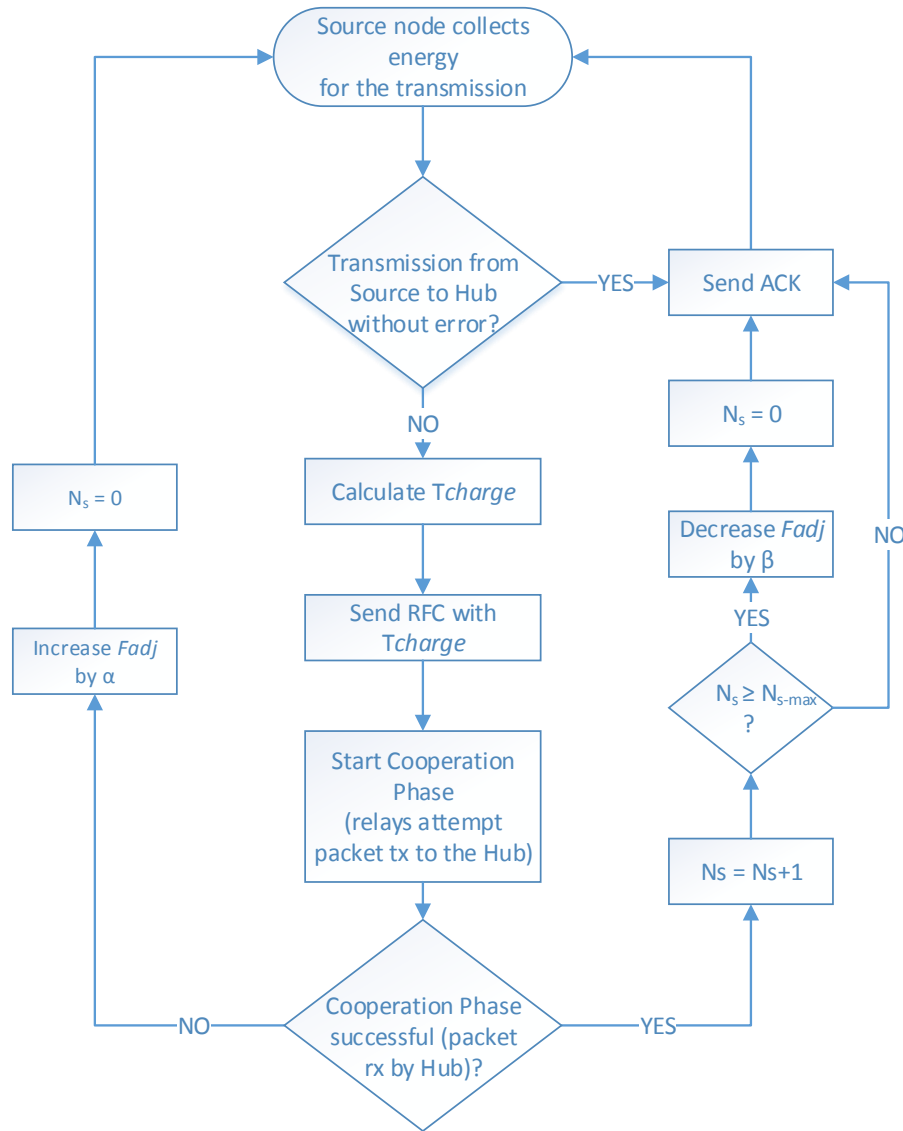 Source node collects
energy
for the transmission
Transmission from
Source to Hub
without error?
YES
Send ACK
NO
Nₛ = 0
Nₛ = 0
Calculate Tcharge
Decrease Fadj
by β
NO
Send RFC with
Tcharge
YES
Increase Fadj
by α
Nₛ ≥ Nₛ₋ₘₐₓ
?
Start Cooperation
Phase
(relays attempt
packet tx to the Hub)
Ns = Ns+1
Cooperation Phase
successful (packet
rx by Hub)?
NO
YES